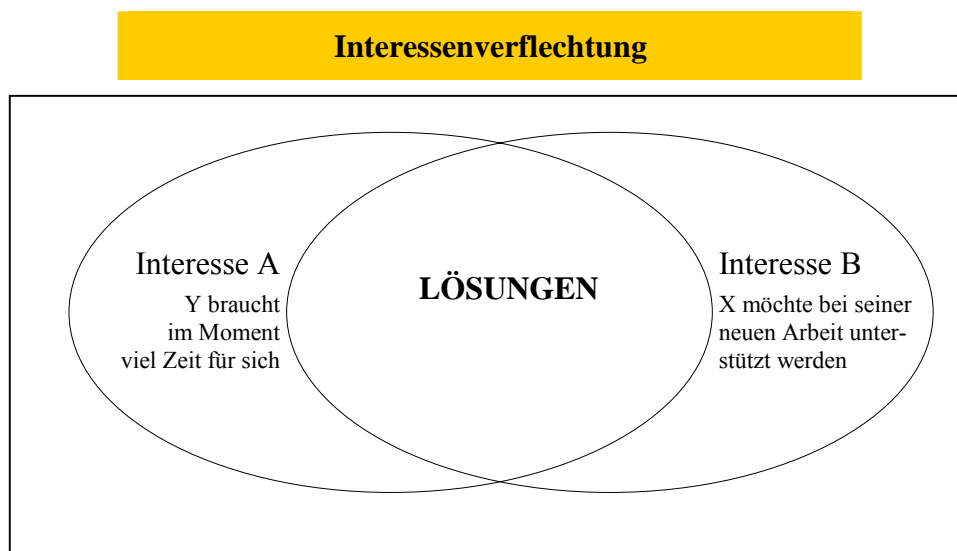 Interessenverflechtung
Interesse A
Y braucht
im Moment
viel Zeit für sich
LÖSUNGEN
Interesse B
X möchte bei seiner
neuen Arbeit unter-
stützt werden